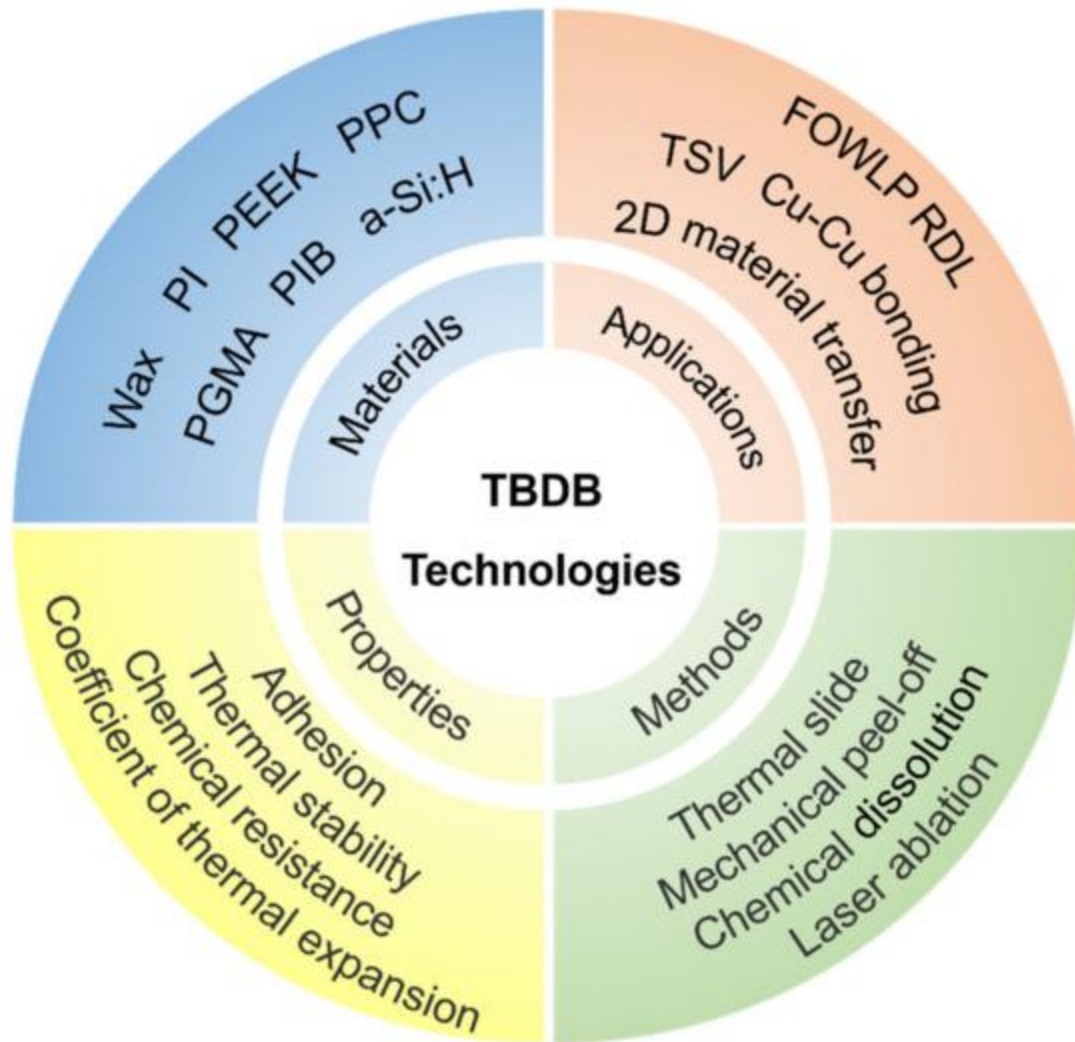 TBDB
Technologies
Materials
Wax PI PEEK PPC
PGMA PIB a-Si:H
Applications
FOWLP RDL
TSV Cu-Cu bonding
2D material transfer
Properties
Adhesion
Thermal stability
Chemical resistance
Coefficient of thermal expansion
Methods
Thermal slide
Mechanical peel-off
Chemical dissolution
Laser ablation